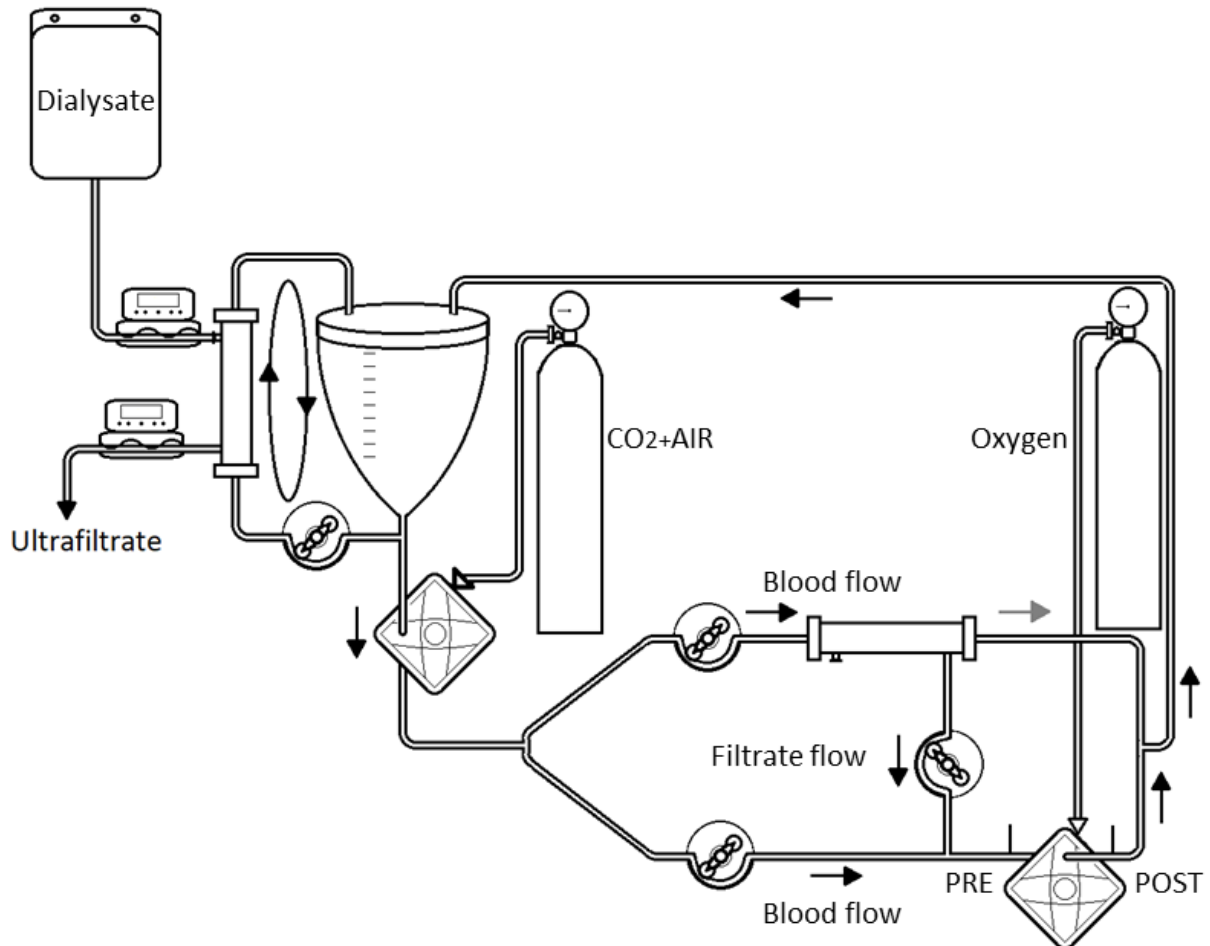 Dialysate
CO2+AIR
Oxygen
Ultrafiltrate
Blood flow
Filtrate flow
PRE
POST
Blood flow